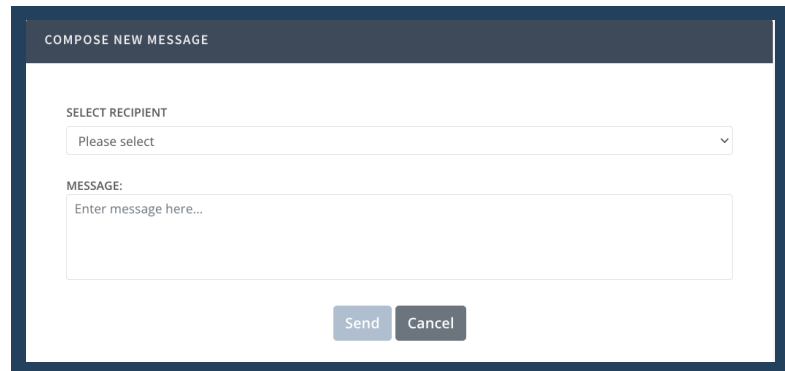 COMPOSE NEW MESSAGE
SELECT RECIPIENT
Please select
MESSAGE:
Enter message here...
Send Cancel